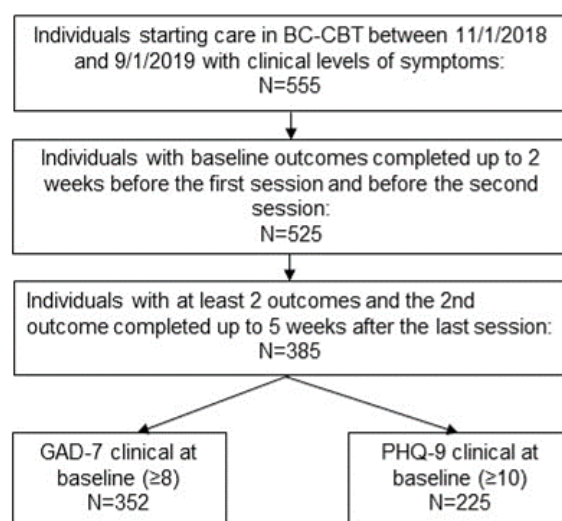 Individuals starting care in BC-CBT between 11/1/2018
and 9/1/2019 with clinical levels of symptoms:
N=555
Individuals with baseline outcomes completed up to 2
weeks before the first session and before the second
session:
N=525
Individuals with at least 2 outcomes and the 2nd
outcome completed up to 5 weeks after the last session:
N=385
GAD-7 clinical at
baseline (≥8)
N=352
PHQ-9 clinical at
baseline (≥10)
N=225